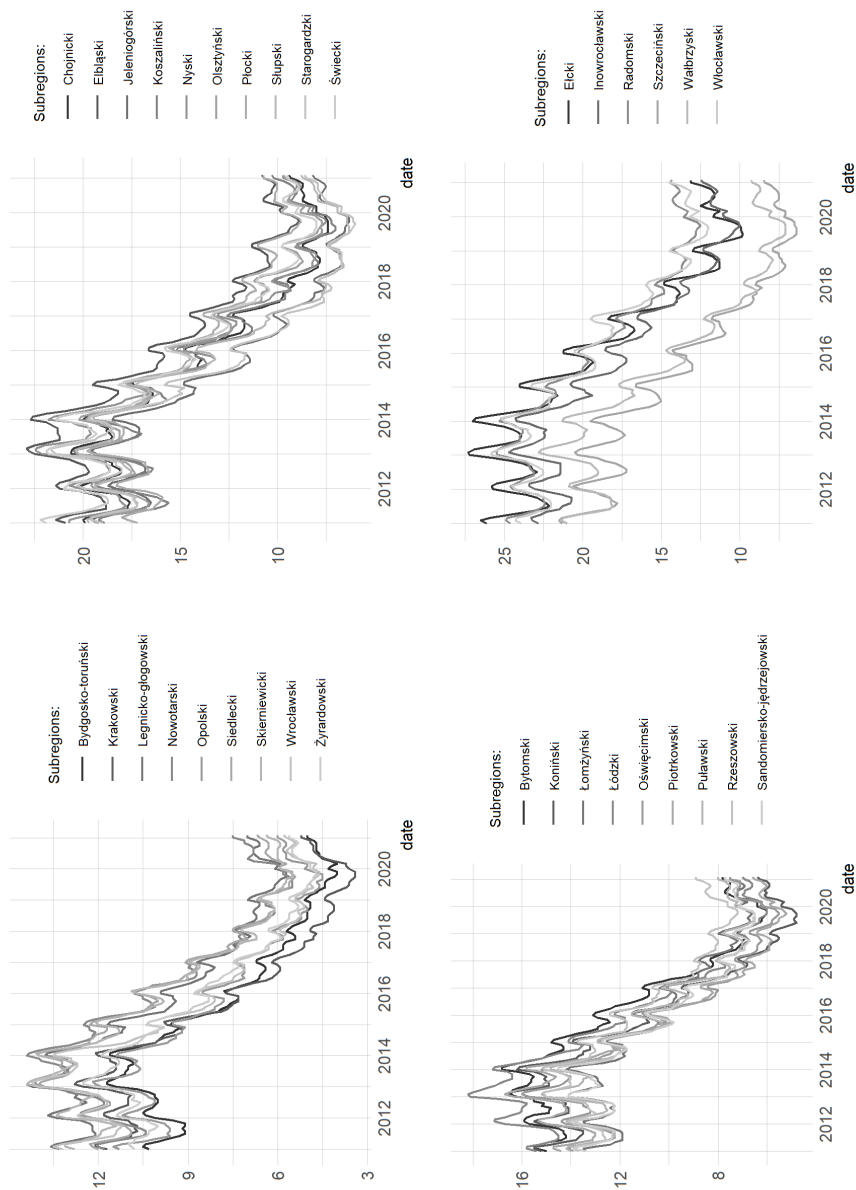 Subregions:
Chojnicki
Elbląski
Jeleniogórski
Koszaliński
Nyski
Olsztyński
Płocki
Słupski
Starogardzki
Świecki
20
15
10
2012
2014
2016
2018
2020
date
Subregions:
Ełcki
Inowrocławski
Radomski
Szczeciński
Wałbrzyski
Włocławski
25
20
15
10
2012
2014
2016
2018
2020
date
Subregions:
Bydgosko-toruński
Krakowski
Legnicko-głogowski
Nowotarski
Opolski
Siedlecki
Skierniewicki
Wrocławski
Żyrardowski
12
9
6
3
2012
2014
2016
2018
2020
date
Subregions:
Bytomski
Koniński
Łomżyński
Łódzki
Oświęcimski
Piotrkowski
Puławski
Rzeszowski
Sandomiersko-jędrzejowski
16
12
8
2012
2014
2016
2018
2020
date